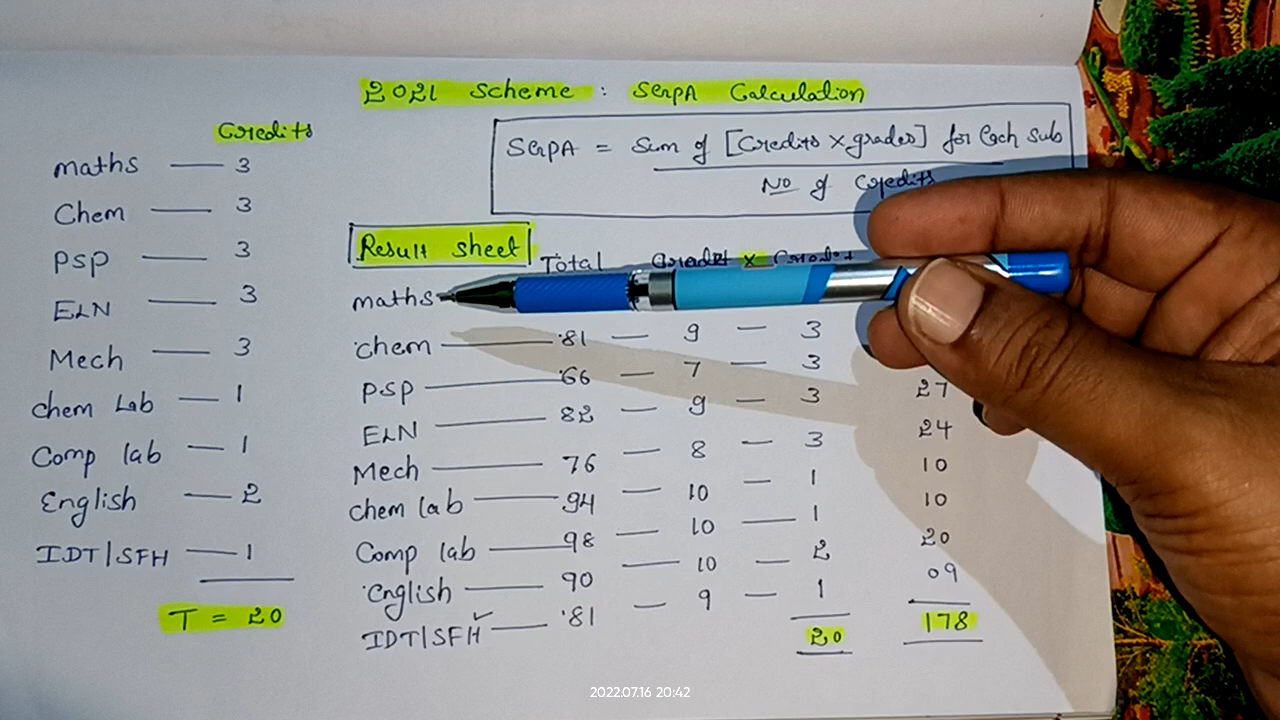 2021 Scheme : SGPA Calculation
Credits
SGPA = Sum of [Credits x grades] for Each sub
No of Credits
maths — 3
Chem — 3
PSP — 3
ELN — 3
Mech — 3
Chem Lab — 1
Comp lab — 1
English — 2
IDT/SFH — 1
T = 20
Result sheet
Total x
maths
chem — 81 — 9 — 3
PSP — 66 — 7 — 3
ELN — 82 — 9 — 3 27
Mech — 76 — 8 — 3 24
chem lab — 94 — 10 — 1 10
Comp lab — 98 — 10 — 1 10
English — 90 — 10 — 2 20
IDT/SFH — 81 — 9 — 1 09
20 178
2022.07.16 20:42